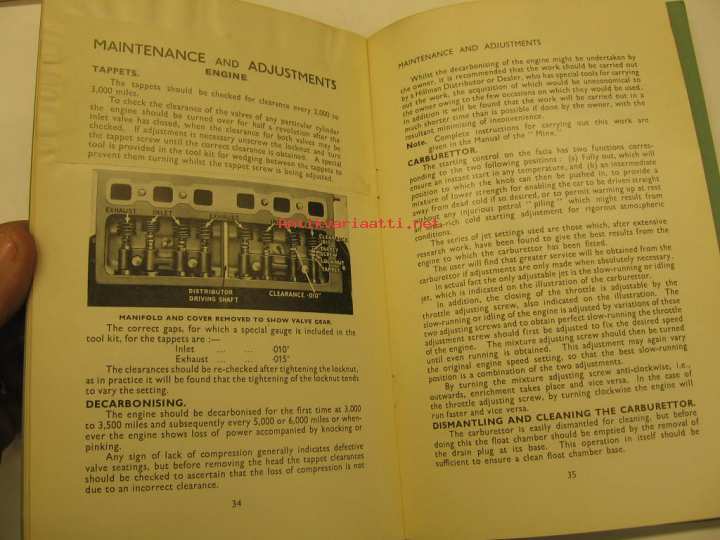 MAINTENANCE AND ADJUSTMENTS
ENGINE
TAPPETS.
The tappets should be checked for clearance every 3,000 to
3,000 miles.
To check the clearance of the valves of any particular cylinder
the engine should be turned over for half a revolution after the
inlet valve has closed, when the clearance for both valves may be
checked. If adjustment is necessary unscrew the locknut and turn
the tappet screw until the correct clearance is obtained. A special
tool is provided in the tool kit for wedging between the tappets to
prevent them turning whilst the tappet screw is being adjusted.
EXHAUST INLET EXHAUST
CLEARANCE
TAPPET
SCREW
LOCKNUT
TAPPET
DISTRIBUTOR
DRIVING SHAFT
CLEARANCE ·010"
Antikvariaatti.net
MANIFOLD AND COVER REMOVED TO SHOW VALVE GEAR.
The correct gaps, for which a special gauge is included in the
tool kit, for the tappets are :—
Inlet ... ... ·010"
Exhaust ... ... ·015"
The clearances should be re-checked after tightening the locknut,
as in practice it will be found that the tightening of the locknut tends
to vary the setting.
DECARBONISING.
The engine should be decarbonised for the first time at 3,000
to 3,500 miles and subsequently every 5,000 or 6,000 miles or when-
ever the engine shows loss of power accompanied by knocking or
pinking.
Any sign of lack of compression generally indicates defective
valve seatings, but before removing the head the tappet clearances
should be checked to ascertain that the loss of compression is not
due to an incorrect clearance.
34
MAINTENANCE AND ADJUSTMENTS
Whilst the decarbonising of the engine might be undertaken by
the owner, it is recommended that the work should be carried out
by a Hillman Distributor or Dealer, who has special tools for carrying
out the work, the acquisition of which would be uneconomical to
the owner owing to the few occasions on which they would be used.
In addition it will be found that the work will be carried out in a
much shorter time than is possible if done by the owner, with the
resultant minimising of inconvenience.
Note. Complete instructions for carrying out this work are
given in the Manual of the "Minx."
CARBURETTOR.
The starting control on the facia has two functions corres-
ponding to the two following positions : (a) Fully out, which will
ensure an instant start in any temperature, and (b) an intermediate
position to which the knob can then be pushed in, to provide a
mixture of lower strength for enabling the car to be driven straight
away from dead cold if so desired, or to permit warming up at rest
without any injurious petrol "oiling" which might result from
over-rich cold starting adjustment for rigorous atmospheric
conditions.
The series of jet settings used are those which, after extensive
research work, have been found to give the best results from the
engine to which the carburettor has been fitted.
The user will find that greater service will be obtained from the
carburettor if adjustments are only made when absolutely necessary.
In actual fact the only adjustable jet is the slow-running or idling
jet, which is indicated on the illustration of the carburettor.
In addition, the closing of the throttle is adjustable by the
throttle adjusting screw, also indicated on the illustration. The
slow-running or idling of the engine is adjusted by variations of these
two adjusting screws and to obtain perfect slow-running the throttle
adjustment screw should first be adjusted to fix the desired speed
of the engine. The mixture adjusting screw should then be turned
until even running is obtained. This adjustment may again vary
the original engine speed setting, so that the best slow-running
position is a combination of the two adjustments.
By turning the mixture adjusting screw anti-clockwise, i.e.,
outwards, enrichment takes place and vice versa. In the case of
the throttle adjusting screw, by turning clockwise the engine will
run faster and vice versa.
DISMANTLING AND CLEANING THE CARBURETTOR.
The carburettor is easily dismantled for cleaning, but before
doing this the float chamber should be emptied by the removal of
the drain plug at its base. This operation in itself should be
sufficient to ensure a clean float chamber base.
35